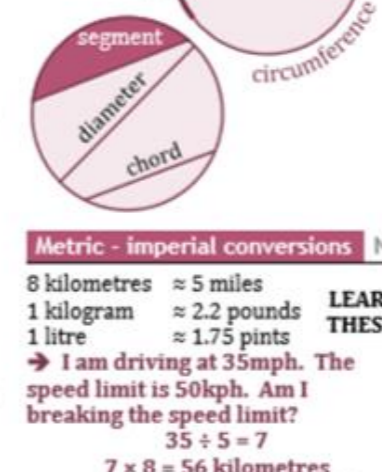 segment
diameter
chord
circumference
Metric - imperial conversions
8 kilometres ≈ 5 miles
1 kilogram ≈ 2.2 pounds
1 litre ≈ 1.75 pints
LEAR
THES
➔ I am driving at 35mph. The
speed limit is 50kph. Am I
breaking the speed limit?
35 ÷ 5 = 7
7 x 8 = 56 kilometres